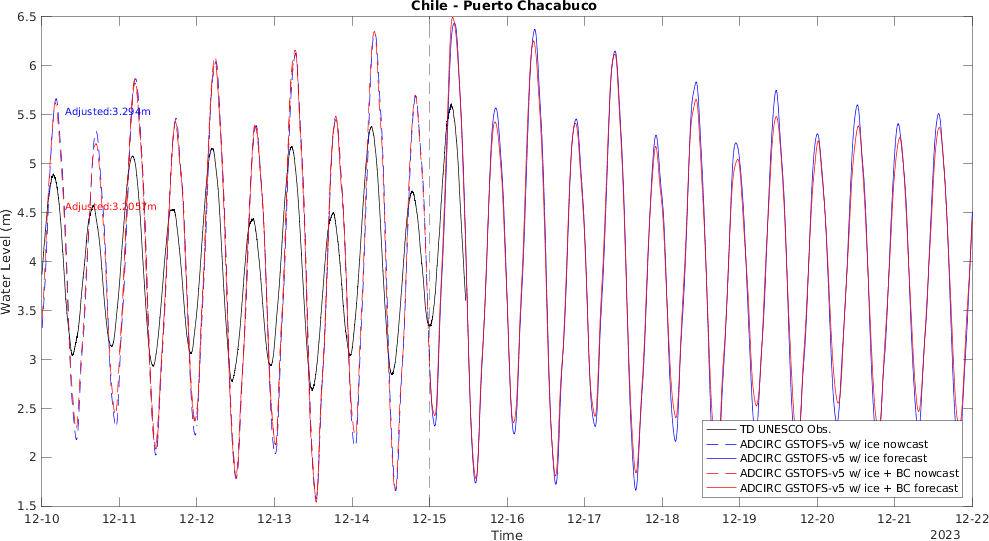 Chile - Puerto Chacabuco
6.5
6
5.5
5
4.5
4
3.5
3
2.5
2
1.5
Water Level (m)
Adjusted:3.294m
Adjusted:3.2057m
TD UNESCO Obs.
ADCIRC GSTOFS-v5 w/ ice nowcast
ADCIRC GSTOFS-v5 w/ ice forecast
ADCIRC GSTOFS-v5 w/ ice + BC nowcast
ADCIRC GSTOFS-v5 w/ ice + BC forecast
12-10 12-11 12-12 12-13 12-14 12-15 12-16 12-17 12-18 12-19 12-20 12-21 12-22
Time
2023